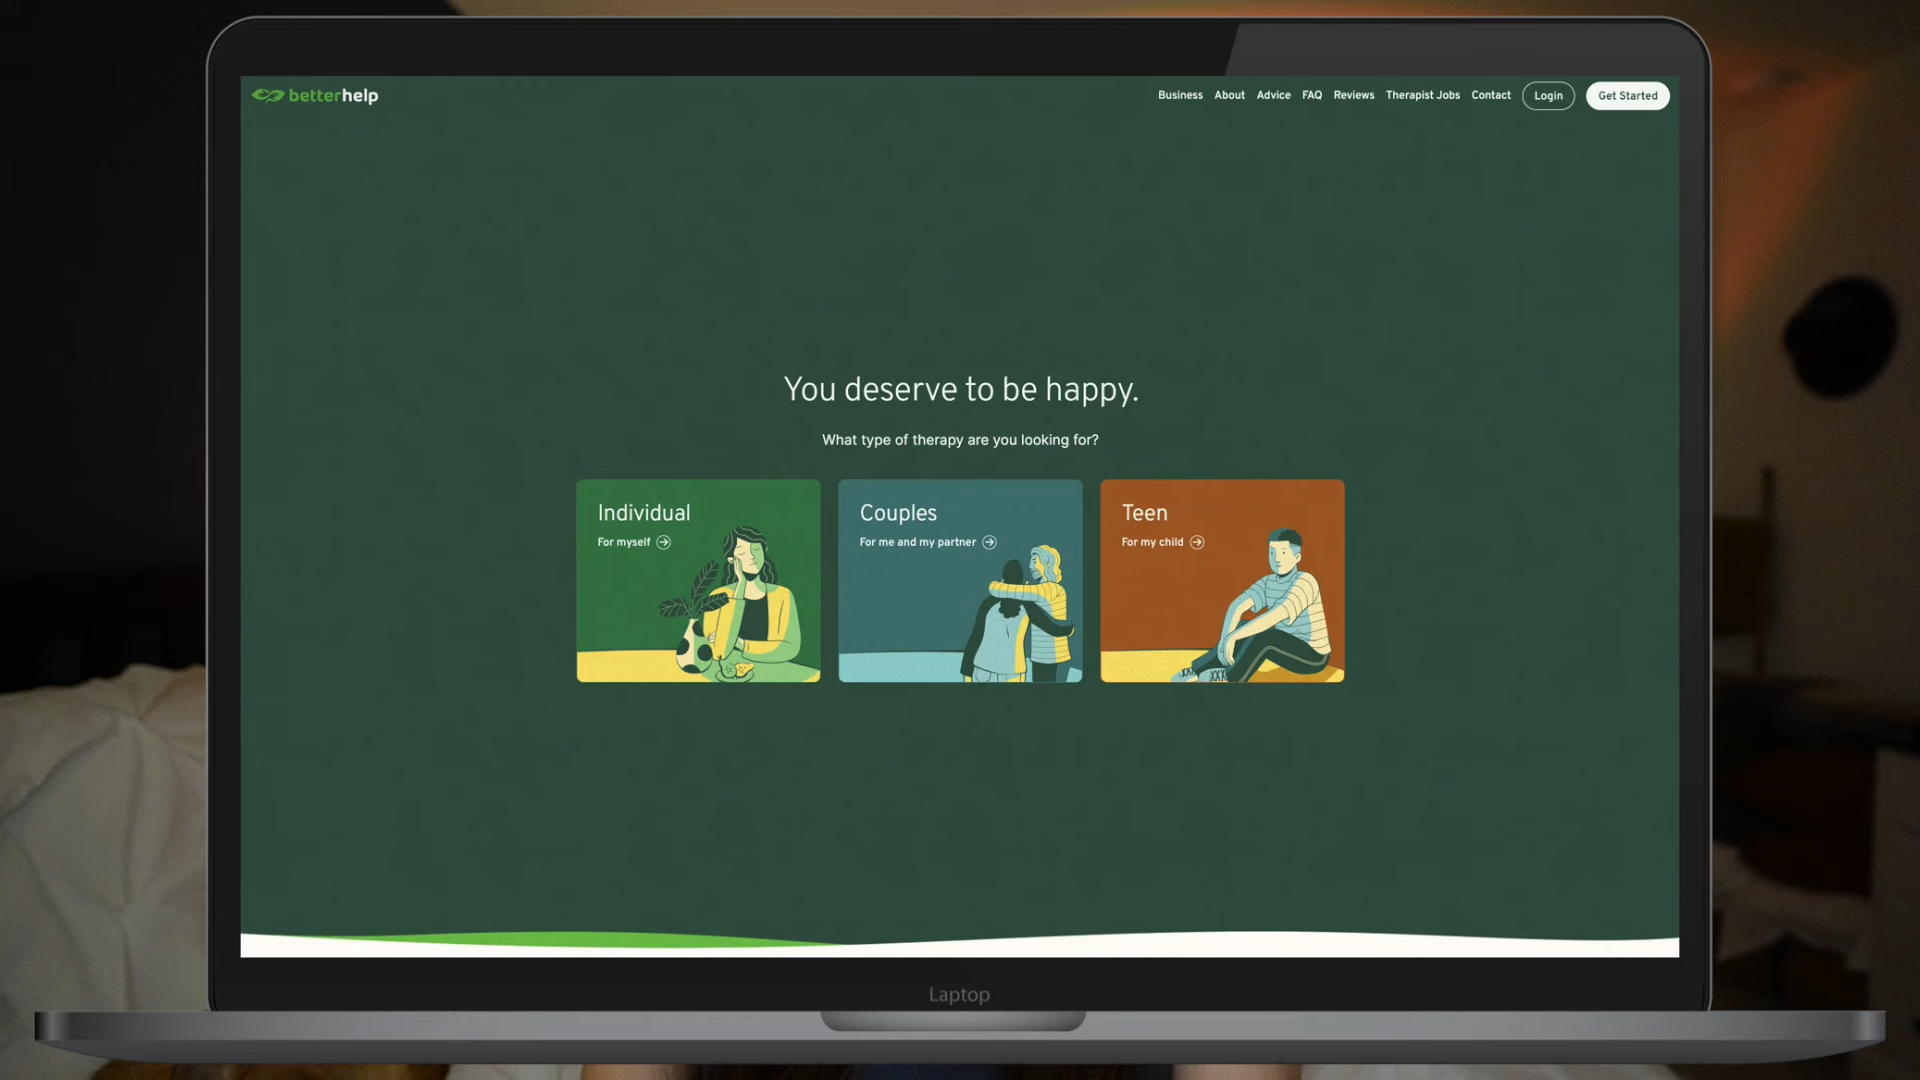 betterhelp
Business About Advice FAQ Reviews Therapist Jobs Contact Login Get Started
You deserve to be happy.
What type of therapy are you looking for?
Individual
For myself
Couples
For me and my partner
Teen
For my child
Laptop